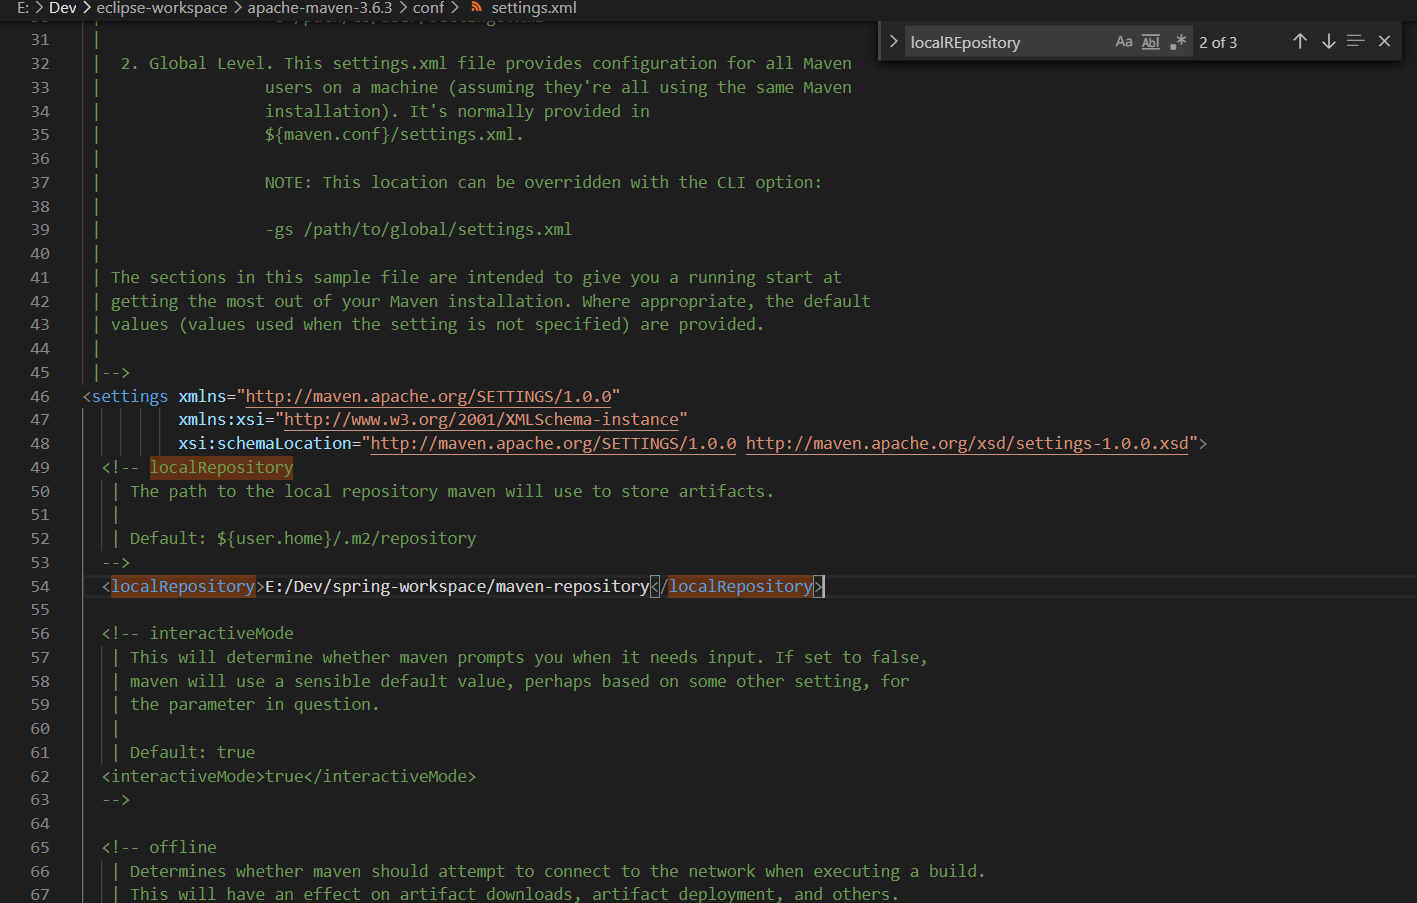 E: > Dev > eclipse-workspace > apache-maven-3.6.3 > conf > settings.xml
localREpository Aa Abl .* 2 of 3
31 |
32 | 2. Global Level. This settings.xml file provides configuration for all Maven
33 | users on a machine (assuming they're all using the same Maven
34 | installation). It's normally provided in
35 | ${maven.conf}/settings.xml.
36 |
37 | NOTE: This location can be overridden with the CLI option:
38 |
39 | -gs /path/to/global/settings.xml
40 |
41 | The sections in this sample file are intended to give you a running start at
42 | getting the most out of your Maven installation. Where appropriate, the default
43 | values (values used when the setting is not specified) are provided.
44 |
45 |-->
46 <settings xmlns="http://maven.apache.org/SETTINGS/1.0.0"
47 xmlns:xsi="http://www.w3.org/2001/XMLSchema-instance"
48 xsi:schemaLocation="http://maven.apache.org/SETTINGS/1.0.0 http://maven.apache.org/xsd/settings-1.0.0.xsd">
49 <!-- localRepository
50 | The path to the local repository maven will use to store artifacts.
51 |
52 | Default: ${user.home}/.m2/repository
53 -->
54 <localRepository>E:/Dev/spring-workspace/maven-repository</localRepository>
55
56 <!-- interactiveMode
57 | This will determine whether maven prompts you when it needs input. If set to false,
58 | maven will use a sensible default value, perhaps based on some other setting, for
59 | the parameter in question.
60 |
61 | Default: true
62 <interactiveMode>true</interactiveMode>
63 -->
64
65 <!-- offline
66 | Determines whether maven should attempt to connect to the network when executing a build.
67 | This will have an effect on artifact downloads, artifact deployment, and others.